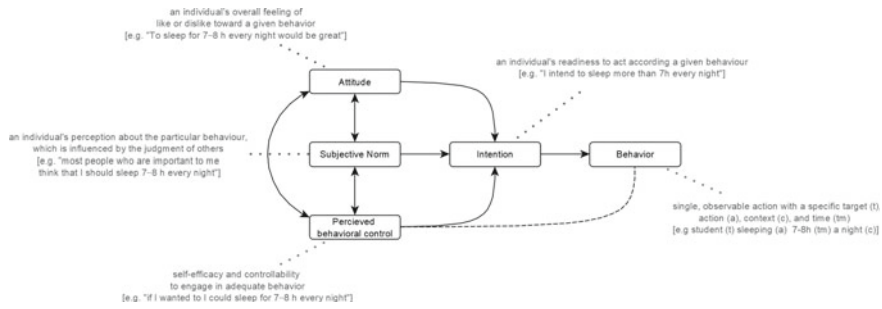 an individual's overall feeling of
like or dislike toward a given behavior
[e.g. "To sleep for 7–8 h every night would be great"]
an individual's readiness to act according a given behaviour
[e.g. "I intend to sleep more than 7h every night"]
Attitude
an individual's perception about the particular behaviour,
which is influenced by the judgment of others
[e.g. "most people who are important to me
think that I should sleep 7–8 h every night"]
Subjective Norm
Intention
Behavior
single, observable action with a specific target (t),
action (a), context (c), and time (tm)
[e.g student (t) sleeping (a) 7-8h (tm) a night (c)]
Percieved
behavioral control
self-efficacy and controllability
to engage in adequate behavior
[e.g. "if I wanted to I could sleep for 7–8 h every night"]